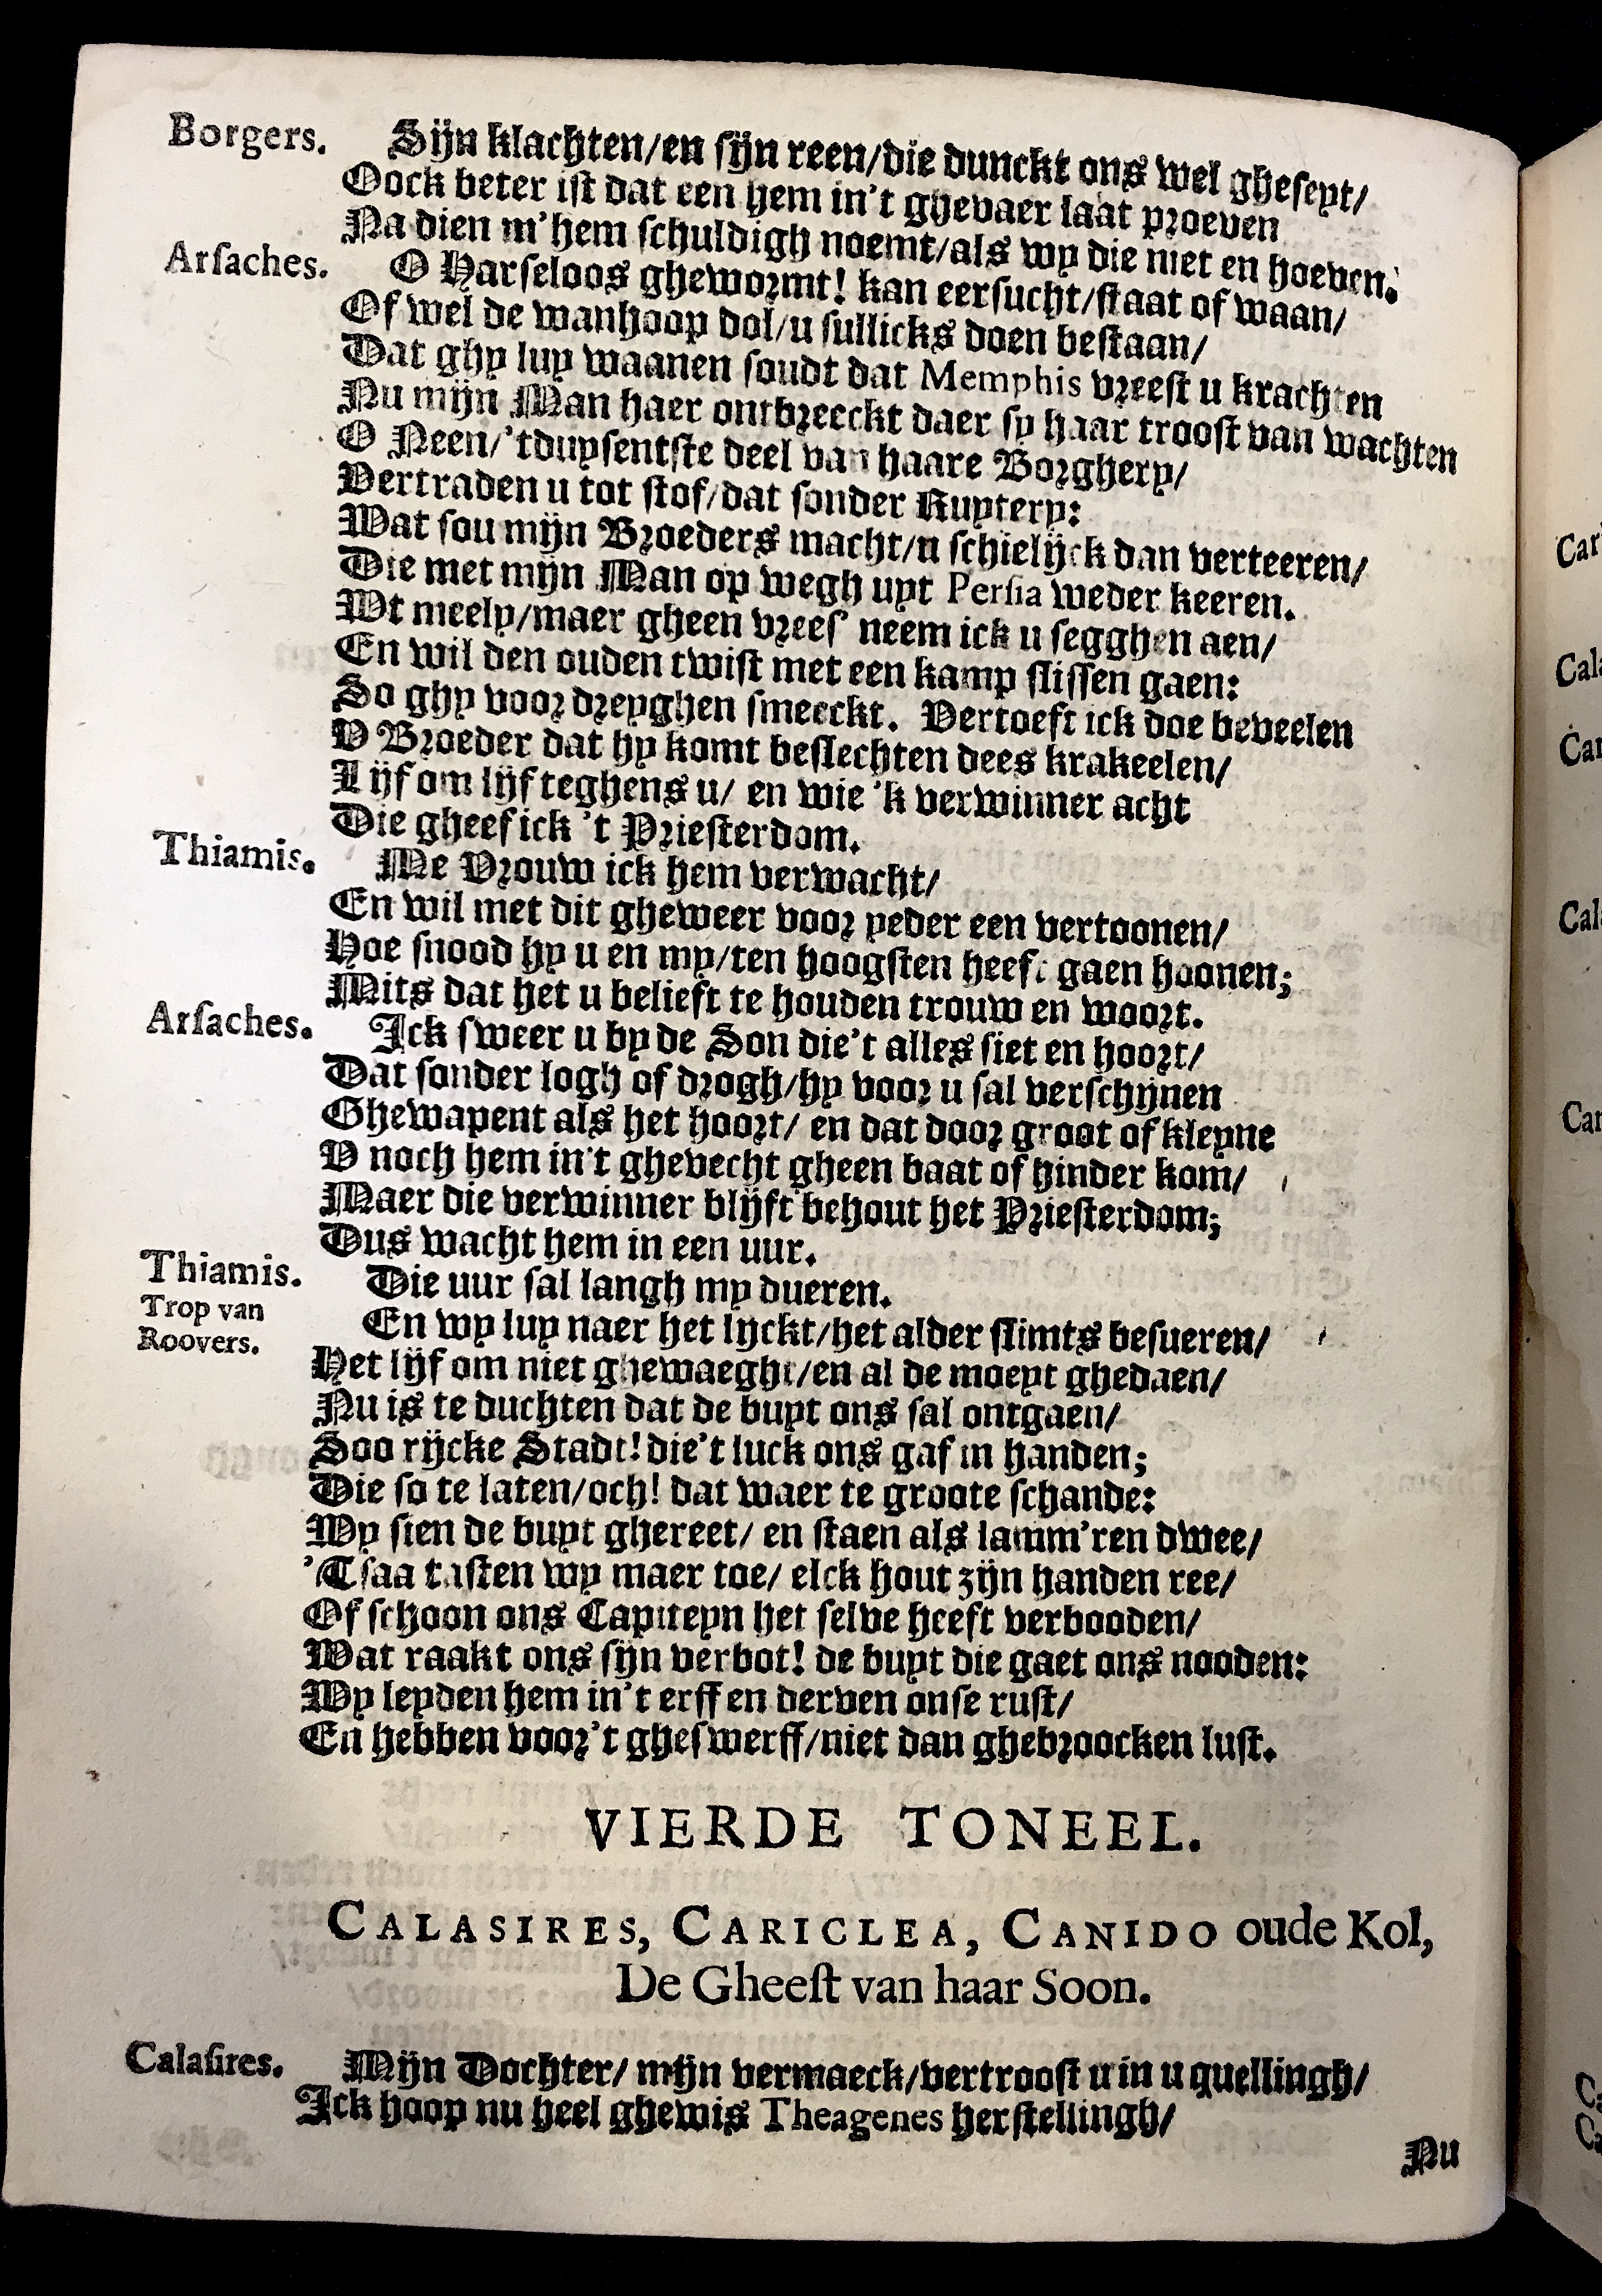 Borgers. Sijn klachten/en sijn reen/die dunckt ons wel ghesept/
Oock beter ist dat een hem in't ghevaer laat proeven
Na dien m'hem schuldigh noemt/als wy die niet en hoeven.
Arsaches. O Harseloos ghewormt! kan eersucht/staat of waan/
Of wel de wanhoop dol/u sullicks doen bestaan/
Dat ghy luy waanen soudt dat Memphis vreest u krachten
Nu mijn Man haer ontbreeckt daer sy haar troost van wachten
O Neen/'tduysentste deel van haare Borghery/
Vertraden u tot stof/dat sonder Ruytery:
Wat sou mijn Broeders macht/u schielijck dan verteeren/
Die met mijn Man op wegh uyt Persia weder keeren.
Wt meely/maer gheen vrees' neem ick u segghen aen/
En wil den ouden twist met een kamp slissen gaen:
So ghy voor dreyghen smeeckt. Vertoeft ick doe beveelen
V Broeder dat hy komt beslechten dees krakeelen/
Lijf om lijf teghens u/ en wie 'k verwinner acht
Die gheef ick 't Priesterdom.
Thiamis. Me Vrouw ick hem verwacht/
En wil met dit gheweer voor yeder een vertoonen/
Hoe snood hy u en my/ten hoogsten heeft gaen hoonen;
Mits dat het u belieft te houden trouw en woort.
Arsaches. Ick sweer u by de Son die't alles siet en hoort/
Dat sonder logh of drogh/hy voor u sal verschijnen
Ghewapent als het hoort/ en dat door groot of kleyne
V noch hem in't ghevecht gheen baat of hinder kom/
Maer die verwinner blijft behout het Priesterdom;
Dus wacht hem in een uur.
Thiamis. Die uur sal langh my dueren.
Trop van Roovers. En wy luy naer het lyckt/het alder slimts besueren/
Het lijf om niet ghewaeght/en al de moeyt ghedaen/
Nu is te duchten dat de buyt ons sal ontgaen/
Soo rijcke Stadt! die't luck ons gaf in handen;
Die so te laten/och! dat waer te groote schande:
Wy sien de buyt ghereet/ en staen als lamm'ren dwee/
'Tsaa tasten wy maer toe/ elck hout zijn handen ree/
Of schoon ons Capiteyn het selve heeft verbooden/
Wat raakt ons sijn verbot! de buyt die gaet ons nooden:
Wy leyden hem in't erff en derven onse rust/
En hebben voor't gheswerff/niet dan ghebroocken lust.
VIERDE TONEEL.
CALASIRES, CARICLEA, CANIDO oude Kol,
De Gheest van haar Soon.
Calasires. Mijn Dochter/ mijn vermaeck/vertroost u in u quellingh/
Ick hoop nu heel ghewis Theagenes herstellingh/
Nu